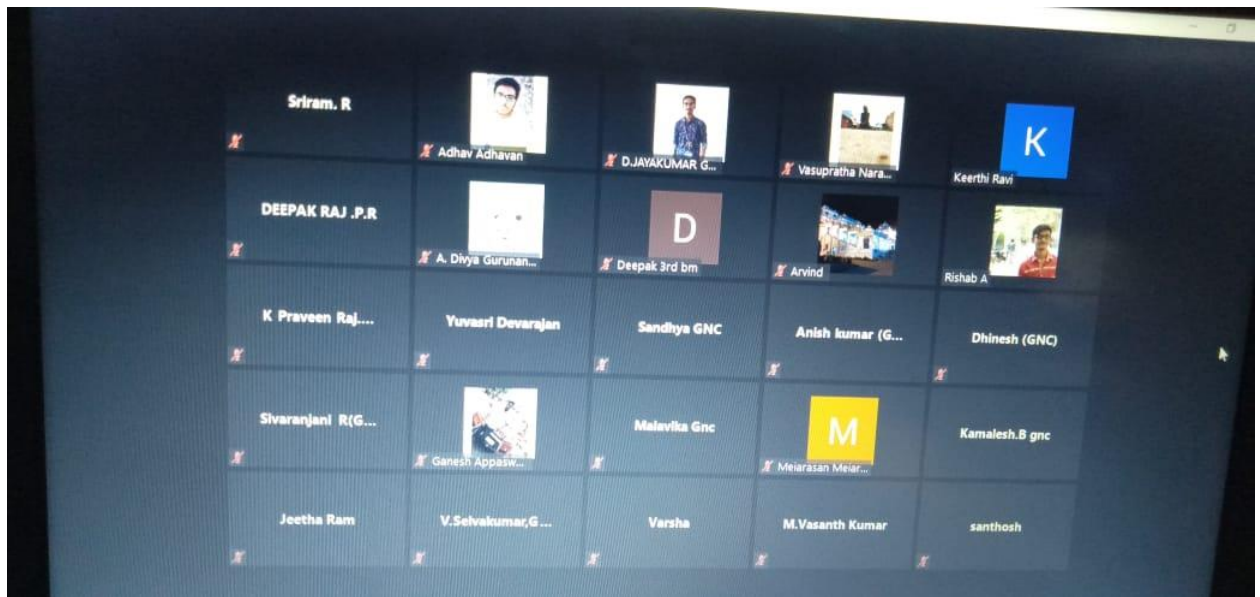 Sriram. R
Adhav Adhavan
D.JAYAKUMAR G...
Vasupratha Nara...
K
Keerthi Ravi
DEEPAK RAJ .P.R
A. Divya Gurunan...
D
Deepak 3rd bm
Arvind
Rishab A
K Praveen Raj....
Yuvasri Devarajan
Sandhya GNC
Anish kumar (G...
Dhinesh (GNC)
Sivaranjani R(G...
Ganesh Appasw...
Malavika Gnc
M
Meiarasan Meiar...
Kamalesh.B gnc
Jeetha Ram
V.Selvakumar,G...
Varsha
M.Vasanth Kumar
santhosh